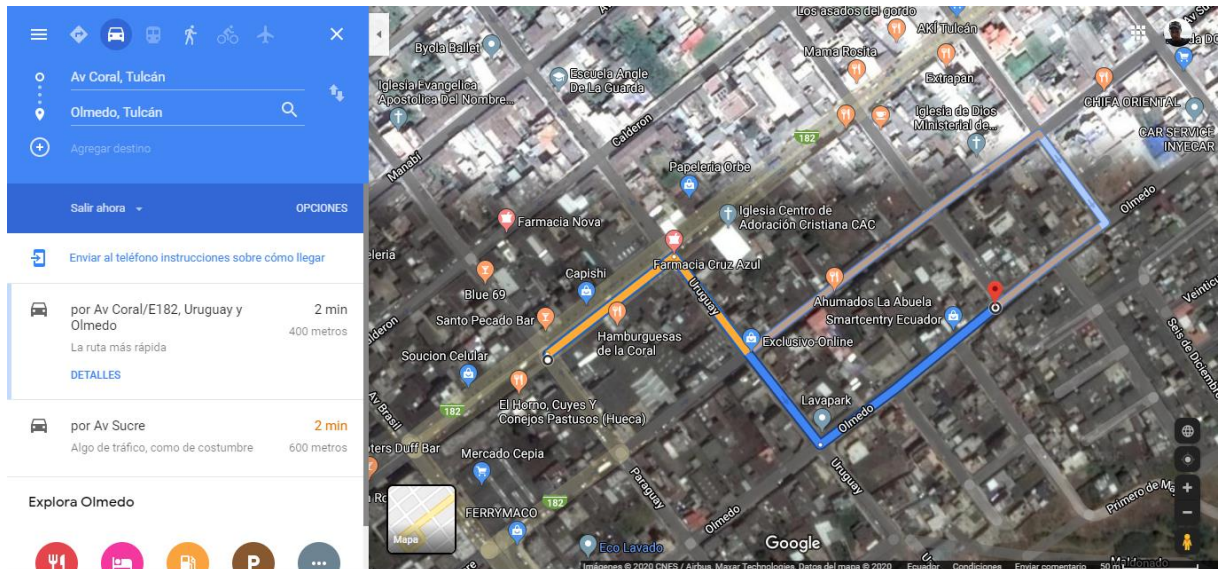 Av Coral, Tulcán
Olmedo, Tulcán
Agregar destino
Salir ahora
OPCIONES
Enviar al teléfono instrucciones sobre cómo llegar
por Av Coral/E182, Uruguay y
Olmedo
2 min
400 metros
La ruta más rápida
DETALLES
por Av Sucre
2 min
Algo de tráfico, como de costumbre
600 metros
Explora Olmedo
P
Los asados del gordo
AKÍ Tulcán
Byola Ballet
Mama Rosita
Escuela Angle
De La Guarda
Extrapan
Iglesia Evangelica
Apostolica Del Nombre...
CHIFA ORIENTAL
Iglesia de Dios
Ministerial de...
CAR SERVICE
INYECAR
Calderon
182
Manabí
Papeleria Orbe
Olmedo
Iglesia Centro de
Adoración Cristiana CAC
Farmacia Nova
eleria
Farmacia Cruz Azul
Capishi
Uruguay
Blue 69
Ahumados La Abuela
Smartcentry Ecuador
Santo Pecado Bar
Hamburguesas
de la Coral
Exclusivo Online
Soucion Celular
Seis de Diciembre
Lavapark
El Horno, Cuyes Y
Conejos Pastusos (Hueca)
182
Av Brasil
Olmedo
ters Duff Bar
Mercado Cepia
Uruguay
Paraguay
Primero de M
182
FERRYMACO
Olmedo
Mapa
Eco Lavado
Google
Maldonado
Imágenes © 2020 CNES / Airbus, Maxar Technologies, Datos del mapa © 2020
Ecuador
Condiciones
Enviar comentario
50 m